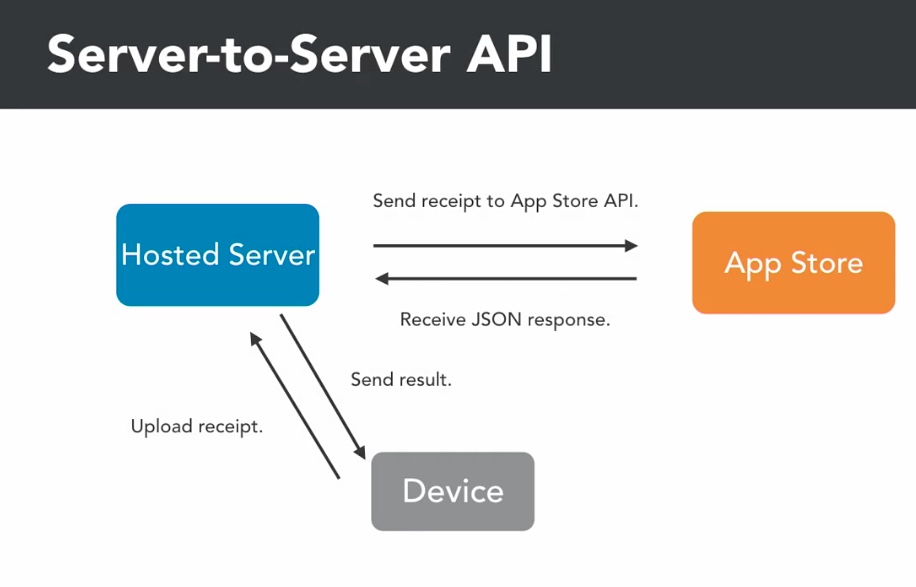 Server-to-Server API
Send receipt to App Store API.
Hosted Server
App Store
Receive JSON response.
Send result.
Upload receipt.
Device